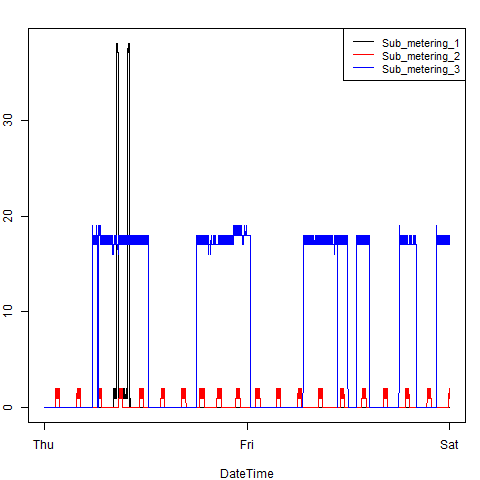 Sub_metering_1
Sub_metering_2
Sub_metering_3
30
20
10
0
Thu Fri Sat
DateTime